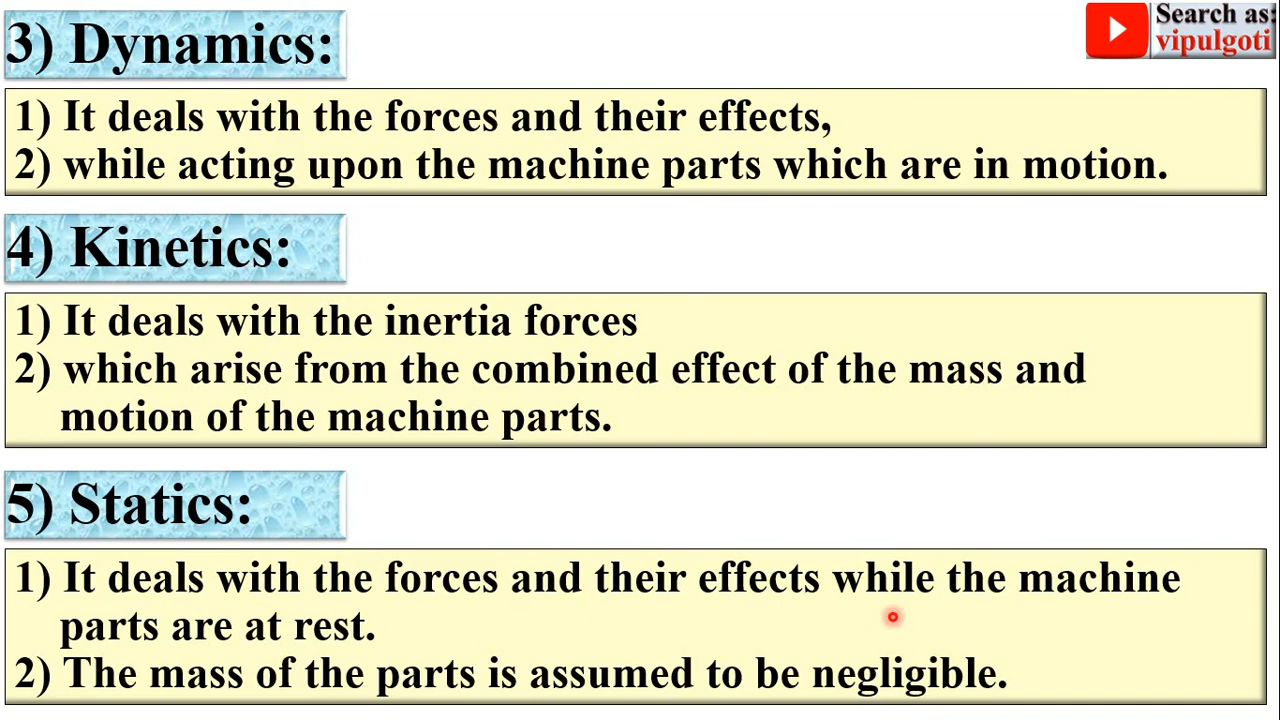 3) Dynamics:
Search as:
vipulgoti
1) It deals with the forces and their effects,
2) while acting upon the machine parts which are in motion.
4) Kinetics:
1) It deals with the inertia forces
2) which arise from the combined effect of the mass and
motion of the machine parts.
5) Statics:
1) It deals with the forces and their effects while the machine
parts are at rest.
2) The mass of the parts is assumed to be negligible.